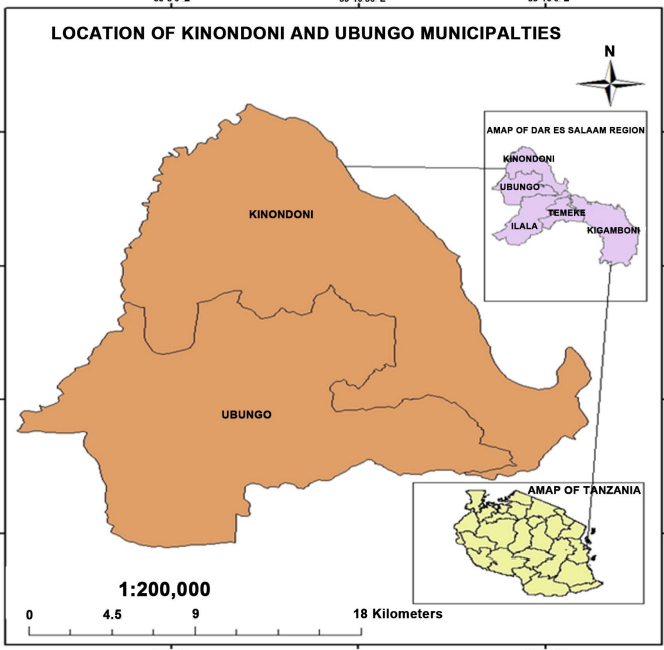 LOCATION OF KINONDONI AND UBUNGO MUNICIPALTIES
N
AMAP OF DAR ES SALAAM REGION
KINONDONI
UBUNGO
TEMEKE
ILALA
KIGAMBONI
KINONDONI
UBUNGO
AMAP OF TANZANIA
1:200,000
0 4.5 9 18 Kilometers